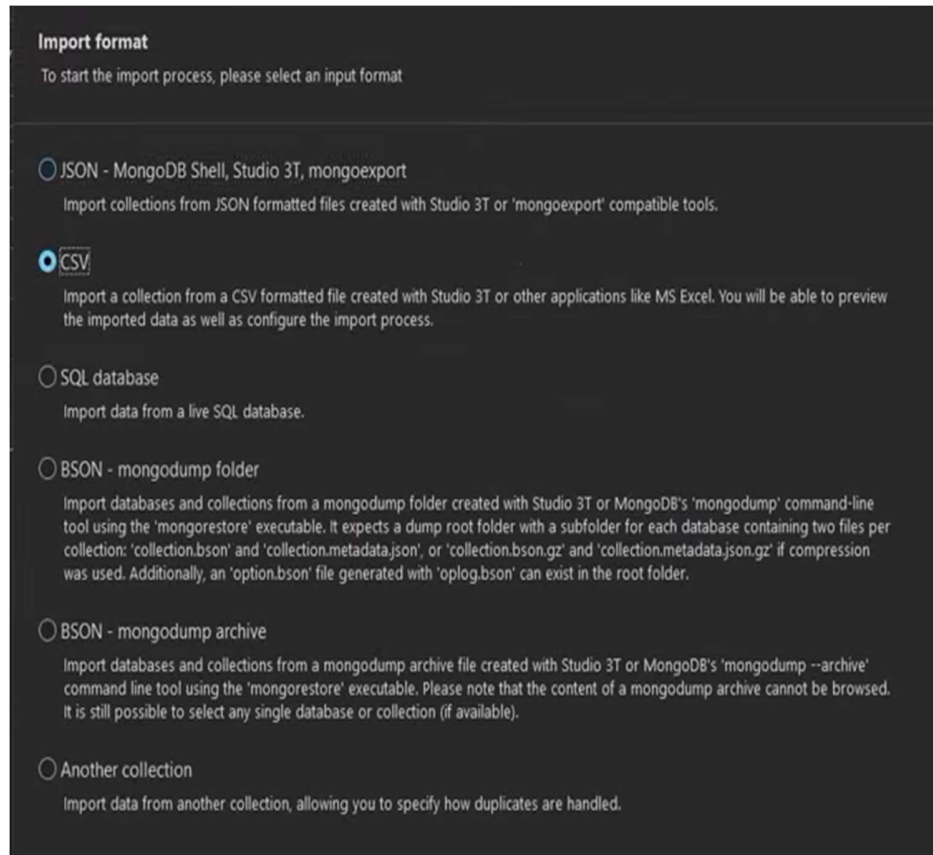 Import format
To start the import process, please select an input format
JSON - MongoDB Shell, Studio 3T, mongoexport
Import collections from JSON formatted files created with Studio 3T or 'mongoexport' compatible tools.
CSV
Import a collection from a CSV formatted file created with Studio 3T or other applications like MS Excel. You will be able to preview
the imported data as well as configure the import process.
SQL database
Import data from a live SQL database.
BSON - mongodump folder
Import databases and collections from a mongodump folder created with Studio 3T or MongoDB's 'mongodump' command-line
tool using the 'mongorestore' executable. It expects a dump root folder with a subfolder for each database containing two files per
collection: 'collection.bson' and 'collection.metadata.json', or 'collection.bson.gz' and 'collection.metadata.json.gz' if compression
was used. Additionally, an 'option.bson' file generated with 'oplog.bson' can exist in the root folder.
BSON - mongodump archive
Import databases and collections from a mongodump archive file created with Studio 3T or MongoDB's 'mongodump --archive'
command line tool using the 'mongorestore' executable. Please note that the content of a mongodump archive cannot be browsed.
It is still possible to select any single database or collection (if available).
Another collection
Import data from another collection, allowing you to specify how duplicates are handled.